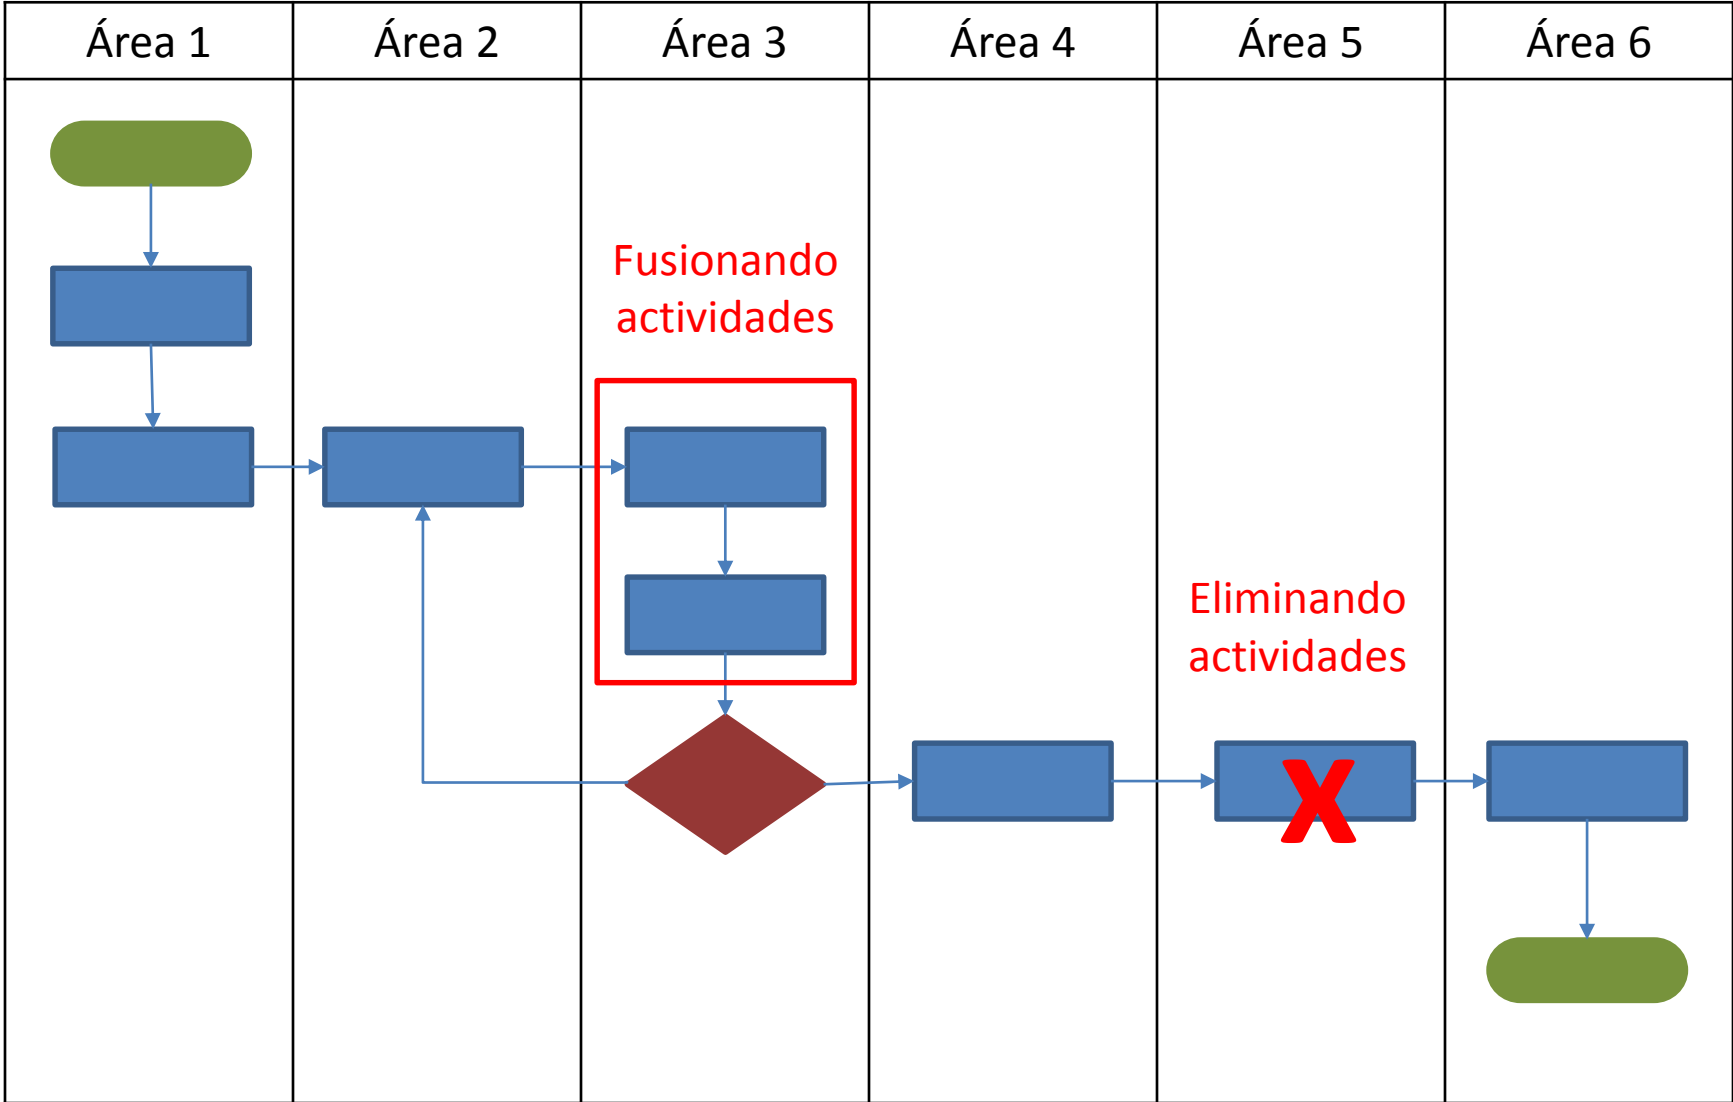 Área 1
Área 2
Área 3
Área 4
Área 5
Área 6
Fusionando
actividades
Eliminando
actividades
X